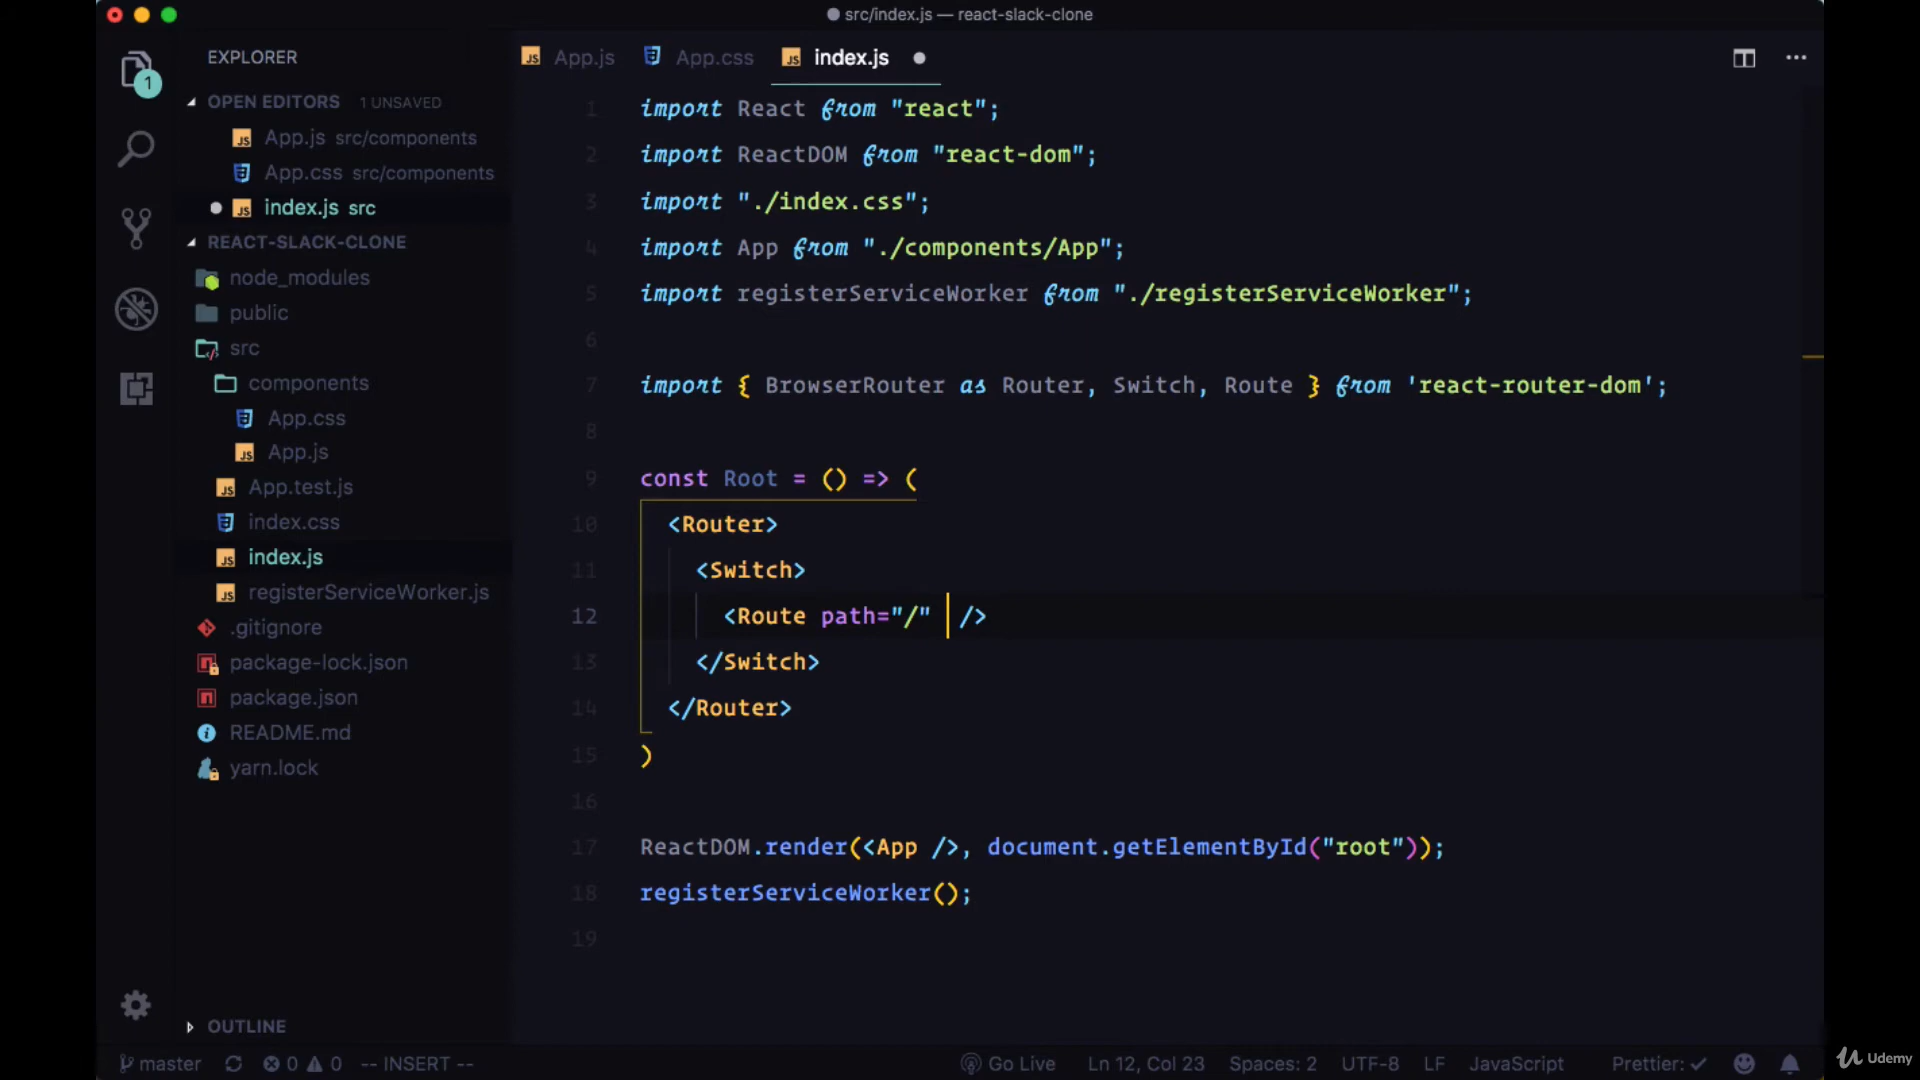 src/index.js — react-slack-clone
EXPLORER
1
OPEN EDITORS 1 UNSAVED
App.js src/components
App.css src/components
index.js src
REACT-SLACK-CLONE
node_modules
public
src
components
App.css
App.js
App.test.js
index.css
index.js
registerServiceWorker.js
.gitignore
package-lock.json
package.json
README.md
yarn.lock
OUTLINE
App.js App.css index.js
1 import React from "react";
2 import ReactDOM from "react-dom";
3 import "./index.css";
4 import App from "./components/App";
5 import registerServiceWorker from "./registerServiceWorker";
6
7 import { BrowserRouter as Router, Switch, Route } from 'react-router-dom';
8
9 const Root = () => (
10 <Router>
11 <Switch>
12 <Route path="/" />
13 </Switch>
14 </Router>
15 )
16
17 ReactDOM.render(<App />, document.getElementById("root"));
18 registerServiceWorker();
19
master 0 0 -- INSERT -- Go Live Ln 12, Col 23 Spaces: 2 UTF-8 LF JavaScript Prettier: ✓
Udemy